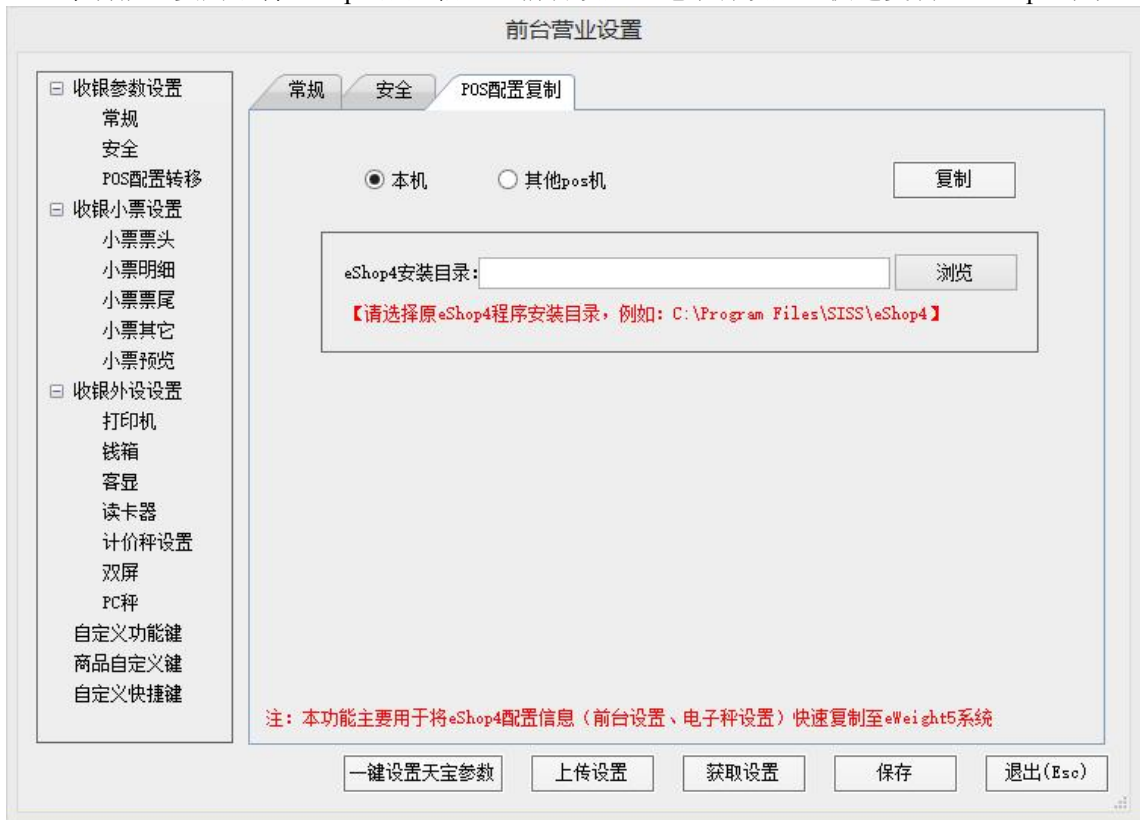 前台营业设置
收银参数设置
常规
安全
POS配置转移
收银小票设置
小票票头
小票明细
小票票尾
小票其它
小票预览
收银外设设置
打印机
钱箱
客显
读卡器
计价秤设置
双屏
PC秤
自定义功能键
商品自定义键
自定义快捷键
常规 安全 POS配置复制
本机 其他pos机 复制
eShop4安装目录: 浏览
【请选择原eShop4程序安装目录，例如：C:\Program Files\SISS\eShop4】
注：本功能主要用于将eShop4配置信息（前台设置、电子秤设置）快速复制至eWeight5系统
一键设置天宝参数 上传设置 获取设置 保存 退出(Esc)